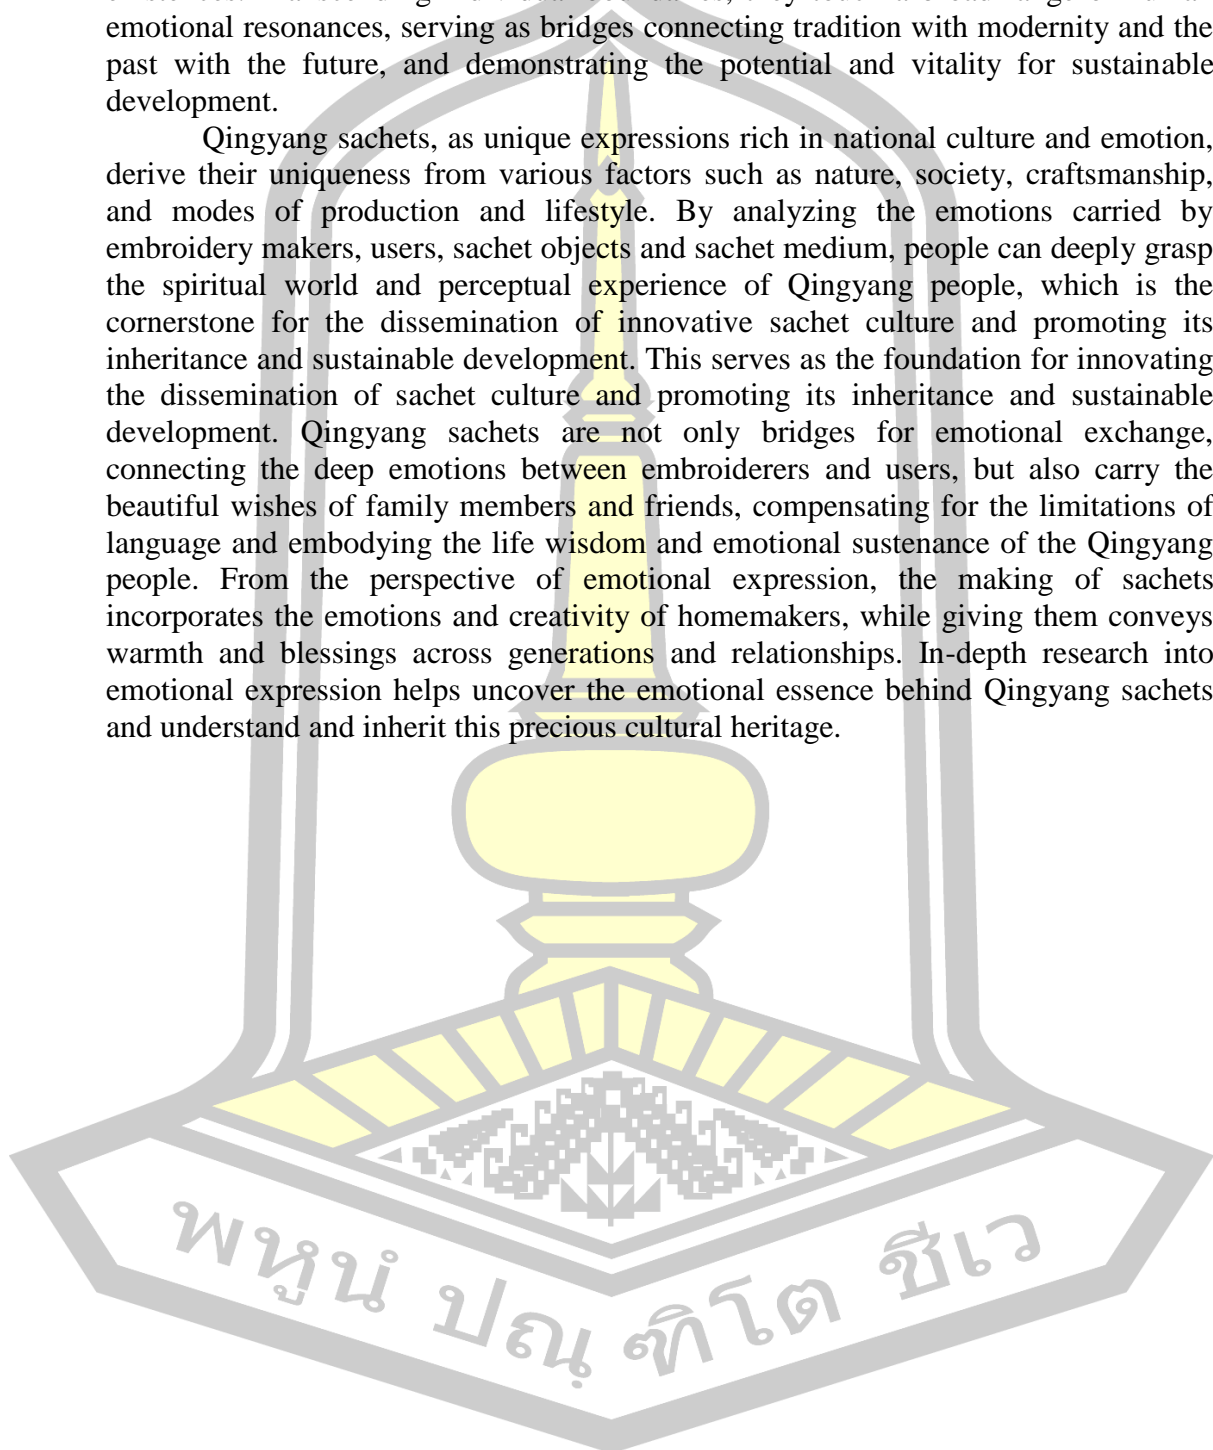 emotional resonances, serving as bridges connecting tradition with modernity and the
past with the future, and demonstrating the potential and vitality for sustainable
development.
Qingyang sachets, as unique expressions rich in national culture and emotion,
derive their uniqueness from various factors such as nature, society, craftsmanship,
and modes of production and lifestyle. By analyzing the emotions carried by
embroidery makers, users, sachet objects and sachet medium, people can deeply grasp
the spiritual world and perceptual experience of Qingyang people, which is the
cornerstone for the dissemination of innovative sachet culture and promoting its
inheritance and sustainable development. This serves as the foundation for innovating
the dissemination of sachet culture and promoting its inheritance and sustainable
development. Qingyang sachets are not only bridges for emotional exchange,
connecting the deep emotions between embroiderers and users, but also carry the
beautiful wishes of family members and friends, compensating for the limitations of
language and embodying the life wisdom and emotional sustenance of the Qingyang
people. From the perspective of emotional expression, the making of sachets
incorporates the emotions and creativity of homemakers, while giving them conveys
warmth and blessings across generations and relationships. In-depth research into
emotional expression helps uncover the emotional essence behind Qingyang sachets
and understand and inherit this precious cultural heritage.
พหูนํ ปณฺ ฑิโต ชีเว